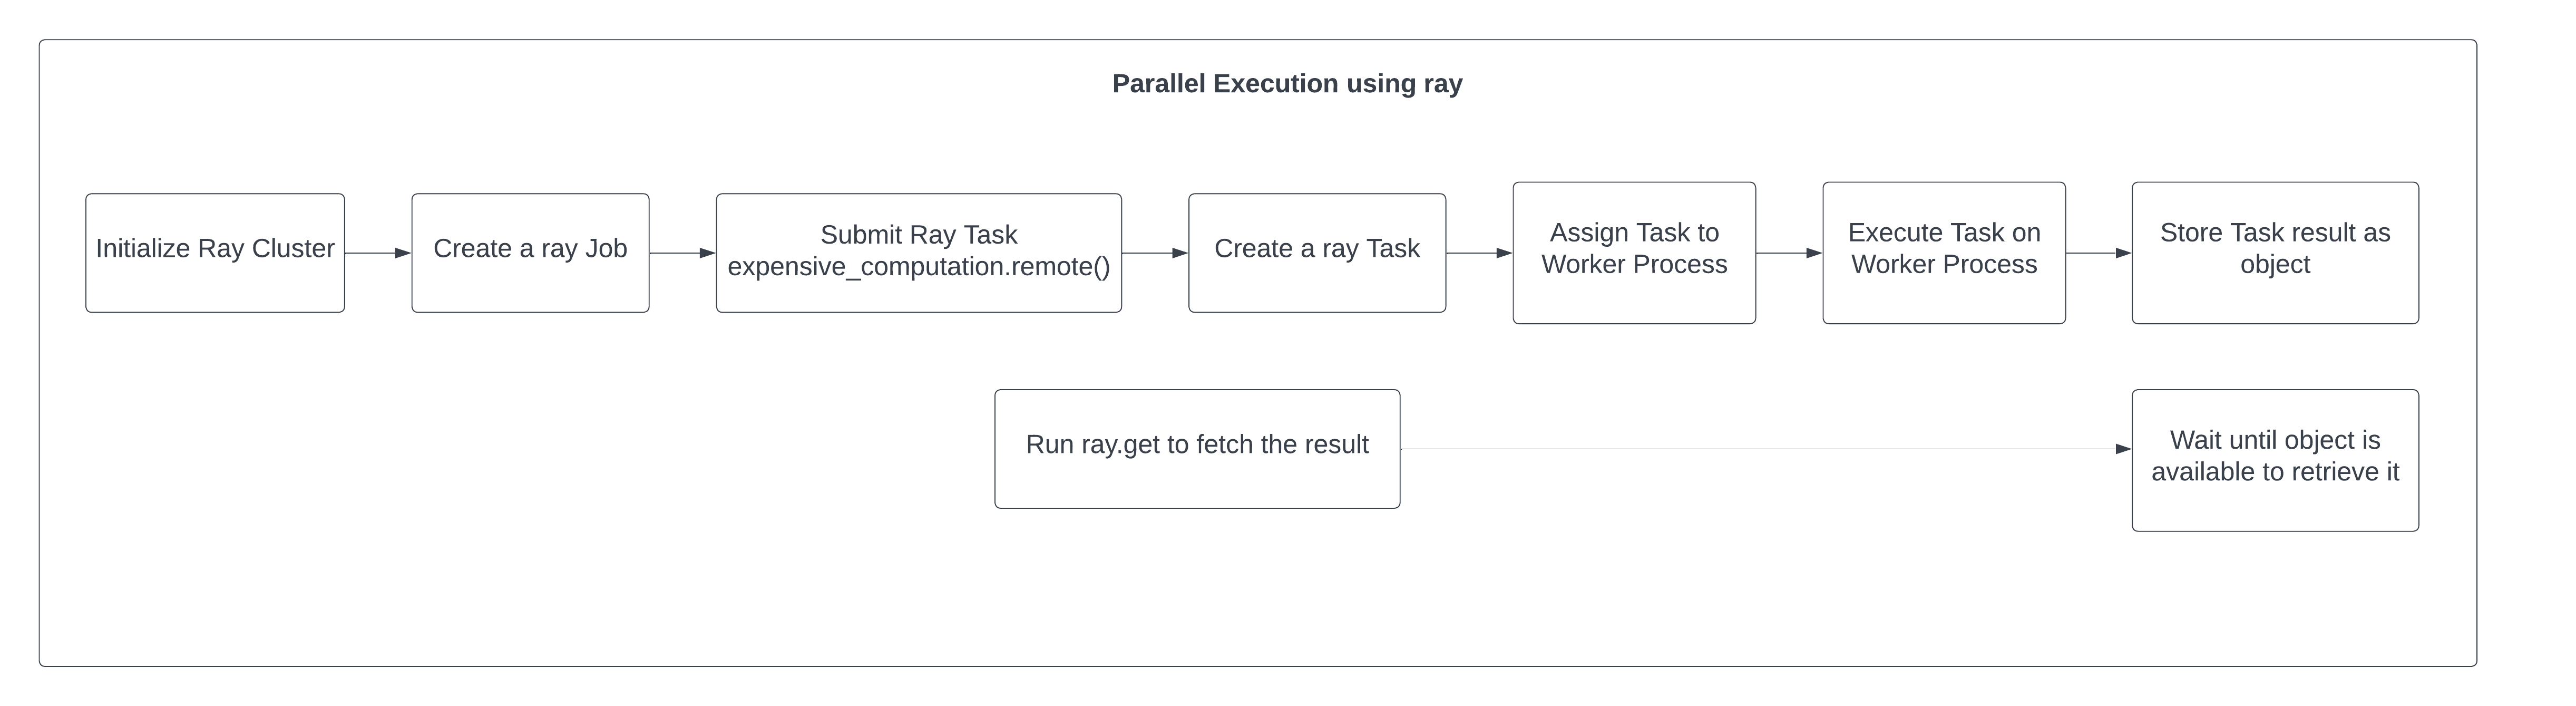 Parallel Execution using ray
Initialize Ray Cluster
Create a ray Job
Submit Ray Task
expensive_computation.remote()
Create a ray Task
Assign Task to
Worker Process
Execute Task on
Worker Process
Store Task result as
object
Run ray.get to fetch the result
Wait until object is
available to retrieve it